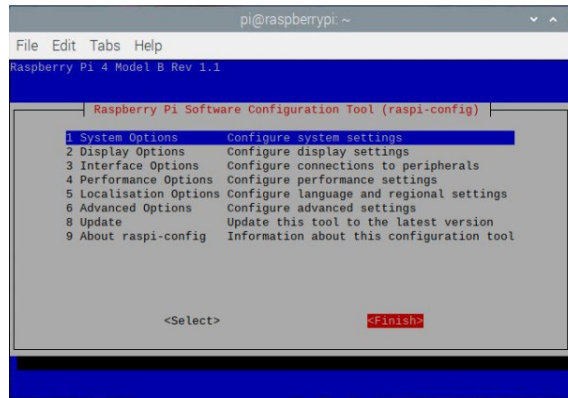 pi@raspberrypi: ~
File Edit Tabs Help
Raspberry Pi 4 Model B Rev 1.1
Raspberry Pi Software Configuration Tool (raspi-config)
1 System Options Configure system settings
2 Display Options Configure display settings
3 Interface Options Configure connections to peripherals
4 Performance Options Configure performance settings
5 Localisation Options Configure language and regional settings
6 Advanced Options Configure advanced settings
8 Update Update this tool to the latest version
9 About raspi-config Information about this configuration tool
<Select> <Finish>